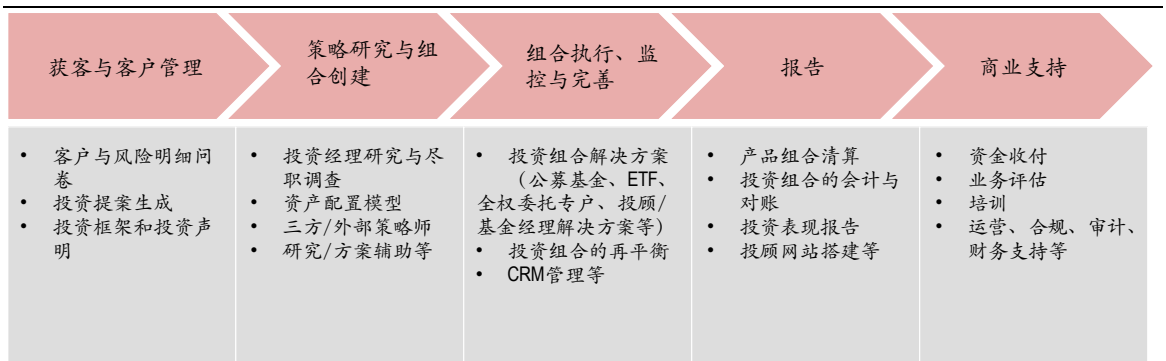 获客与客户管理
策略研究与组
合创建
组合执行、监
控与完善
报告
商业支持
• 客户与风险明细问
卷
• 投资提案生成
• 投资框架和投资声
明
• 投资经理研究与尽
职调查
• 资产配置模型
• 三方/外部策略师
• 研究/方案辅助等
• 投资组合解决方案
（公募基金、ETF、
全权委托专户、投顾/
基金经理解决方案等）
• 投资组合的再平衡
• CRM管理等
• 产品组合清算
• 投资组合的会计与
对账
• 投资表现报告
• 投顾网站搭建等
• 资金收付
• 业务评估
• 培训
• 运营、合规、审计、
财务支持等